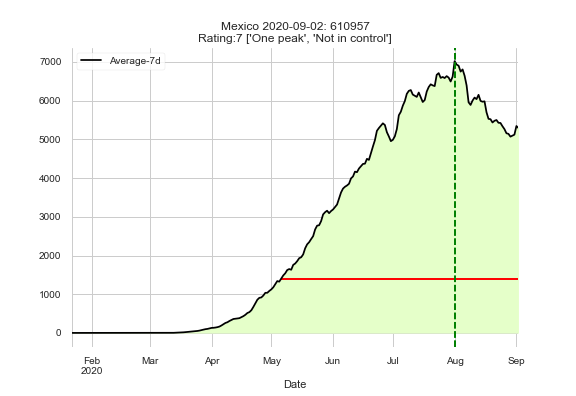 Mexico 2020-09-02: 610957
Rating:7 ['One peak', 'Not in control']
Average-7d
7000
6000
5000
4000
3000
2000
1000
0
Feb Mar Apr May Jun Jul Aug Sep
2020
Date